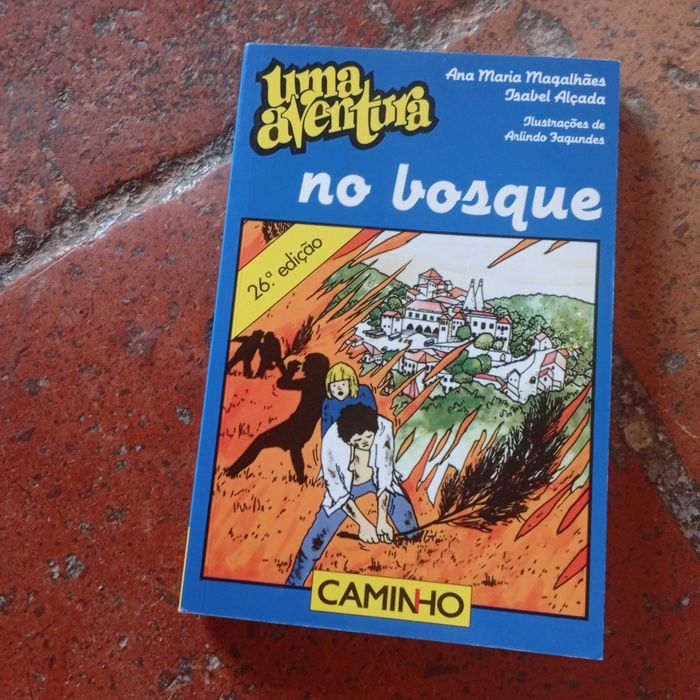 uma
aventura
Ana Maria Magalhães
Isabel Alçada
Ilustrações de
Arlindo Fagundes
no bosque
26.ª edição
CAMINHO